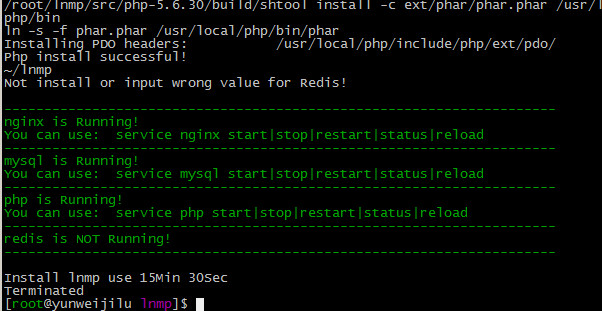 /root/lnmp/src/php-5.6.30/build/shtool install -c ext/phar/phar.phar /usr/l
php/bin
ln -s -f phar.phar /usr/local/php/bin/phar
Installing PDO headers:           /usr/local/php/include/php/ext/pdo/
Php install successful!
~/lnmp
Not install or input wrong value for Redis!
---------------------------------------------------------------------
nginx is Running!
You can use:  service nginx start|stop|restart|status|reload
---------------------------------------------------------------------
mysql is Running!
You can use:  service mysql start|stop|restart|status|reload
---------------------------------------------------------------------
php is Running!
You can use:  service php start|stop|restart|status|reload
---------------------------------------------------------------------
redis is NOT Running!
---------------------------------------------------------------------
Install lnmp use 15Min 30Sec
Terminated
[root@yunweijilu lnmp]$